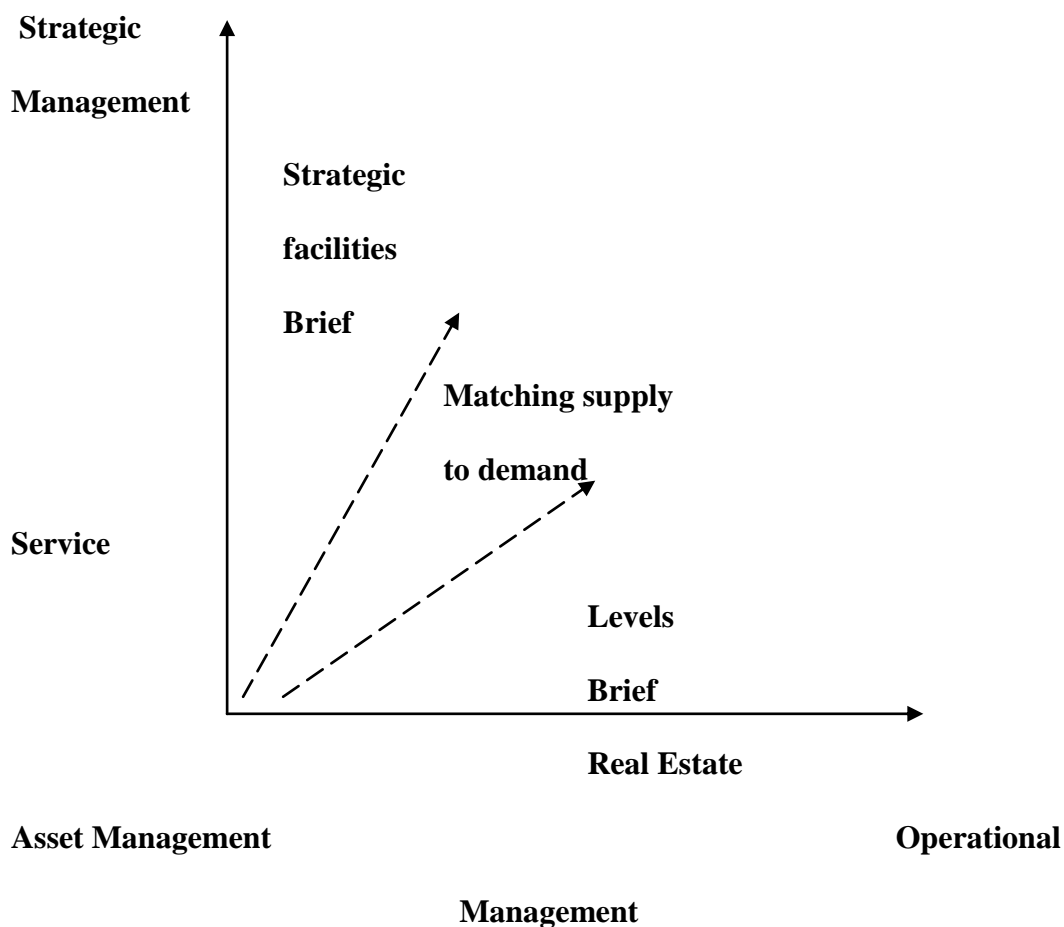 Strategic
Management
Strategic
facilities
Brief
Matching supply
to demand
Service
Levels
Brief
Real Estate
Asset Management Operational
Management